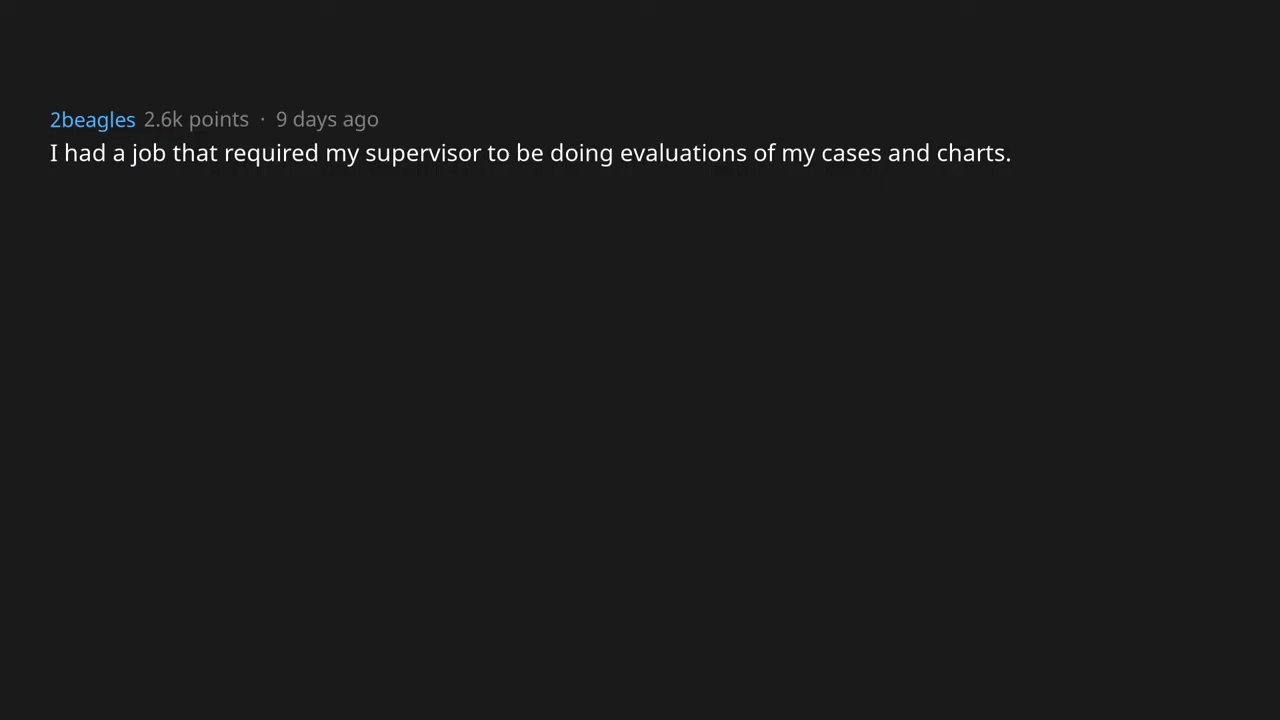 2beagles 2.6k points · 9 days ago
I had a job that required my supervisor to be doing evaluations of my cases and charts.